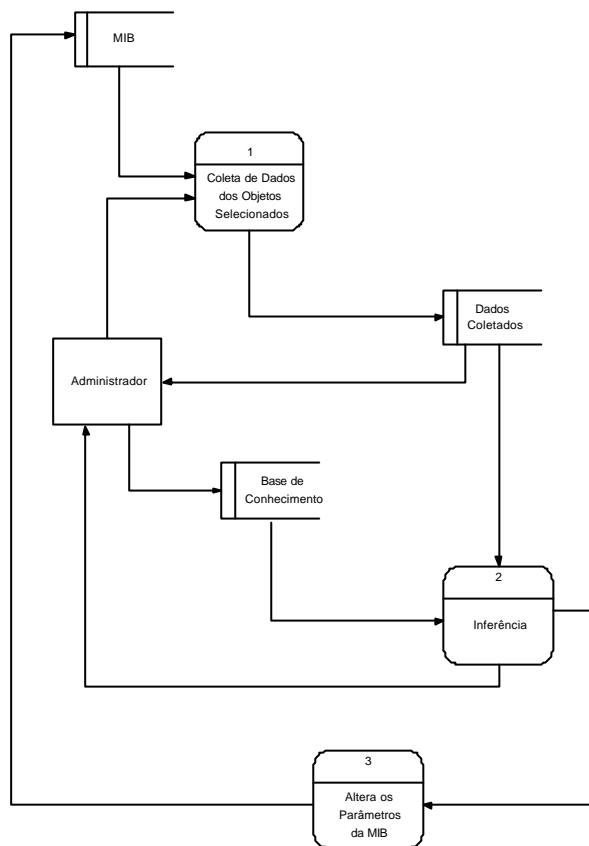 MIB
1
Coleta de Dados
dos Objetos
Selecionados
Dados
Coletados
Administrador
Base de
Conhecimento
2
Inferência
3
Altera os
Parâmetros
da MIB